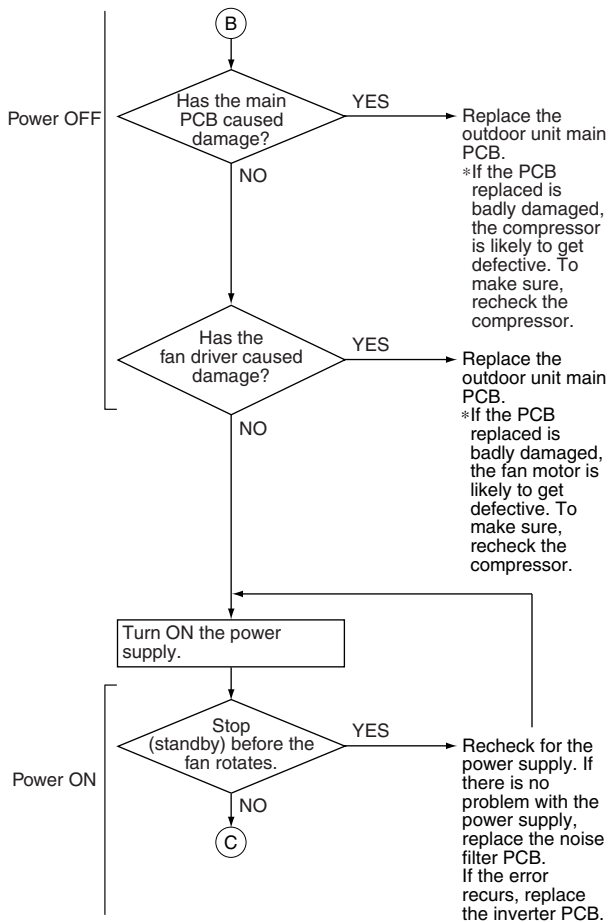 B
Power OFF
Has the main
PCB caused
damage?
YES
NO
Replace the
outdoor unit main
PCB.
*If the PCB
replaced is
badly damaged,
the compressor
is likely to get
defective. To
make sure,
recheck the
compressor.
Has the
fan driver caused
damage?
YES
NO
Replace the
outdoor unit main
PCB.
*If the PCB
replaced is
badly damaged,
the fan motor is
likely to get
defective. To
make sure,
recheck the
compressor.
Turn ON the power
supply.
Power ON
Stop
(standby) before the
fan rotates.
YES
NO
Recheck for the
power supply. If
there is no
problem with the
power supply,
replace the noise
filter PCB.
If the error
recurs, replace
the inverter PCB.
C